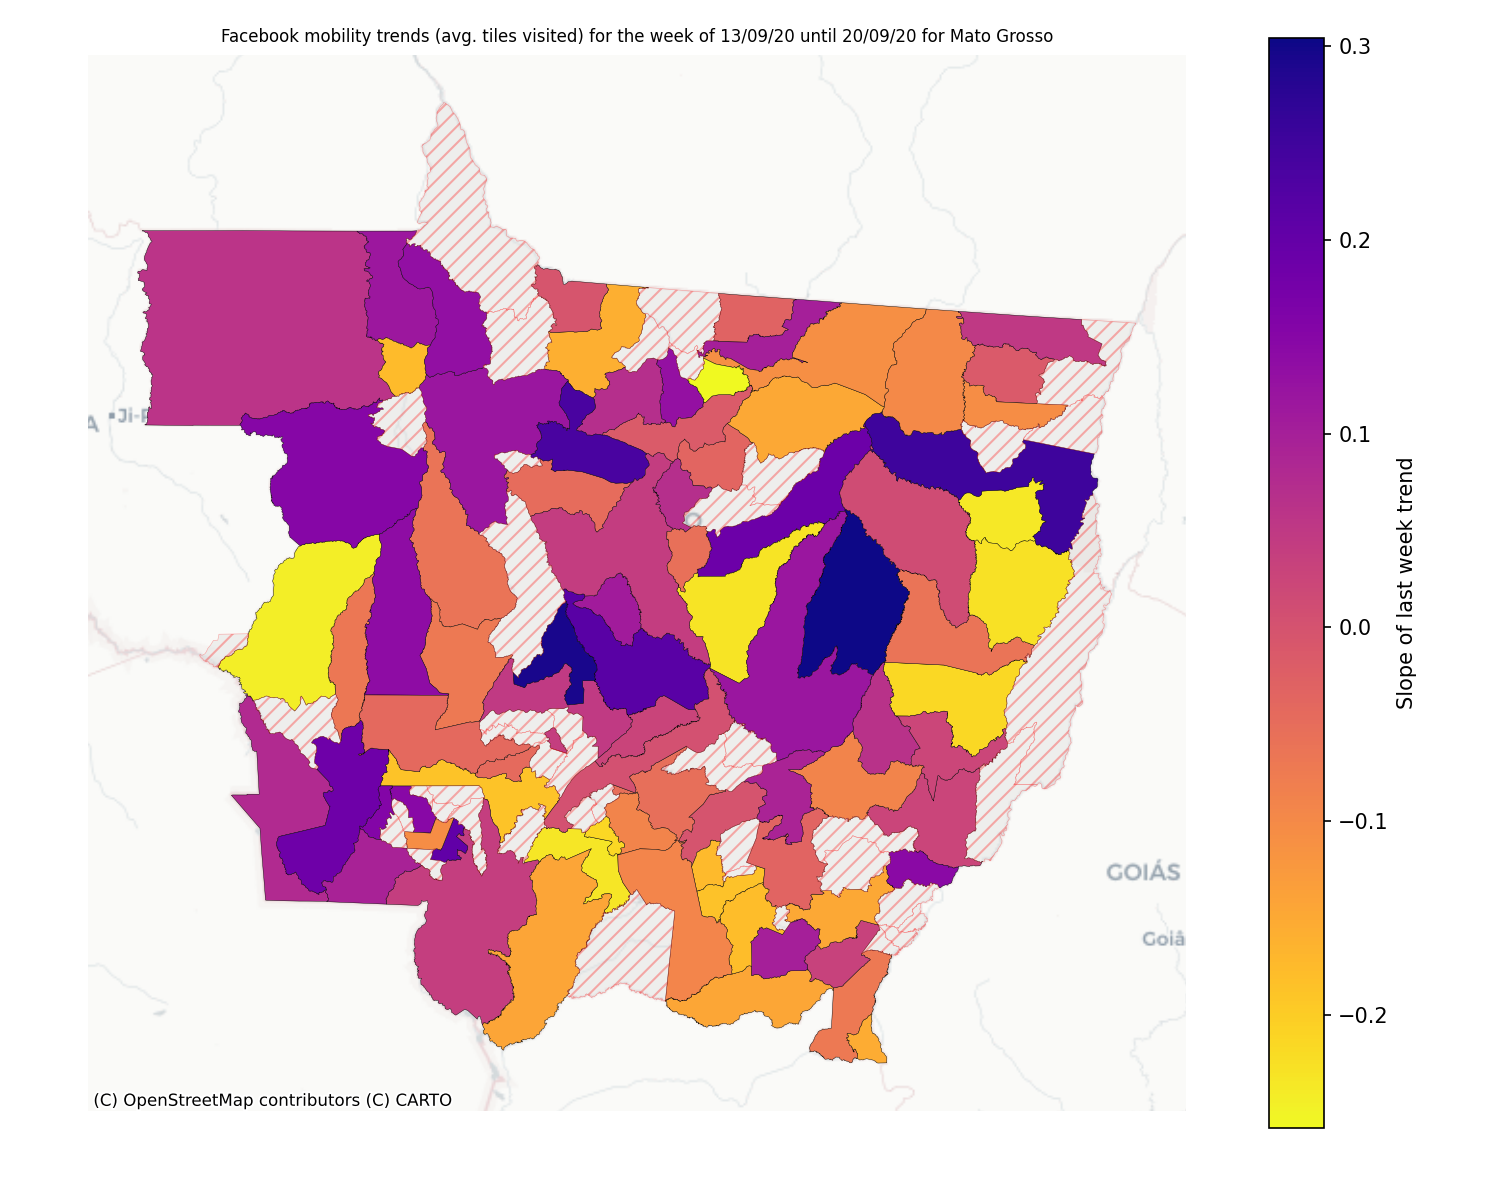 Facebook mobility trends (avg. tiles visited) for the week of 13/09/20 until 20/09/20 for Mato Grosso
0.3
0.2
0.1
0.0
−0.1
−0.2
Slope of last week trend
GOIÁS
(C) OpenStreetMap contributors (C) CARTO